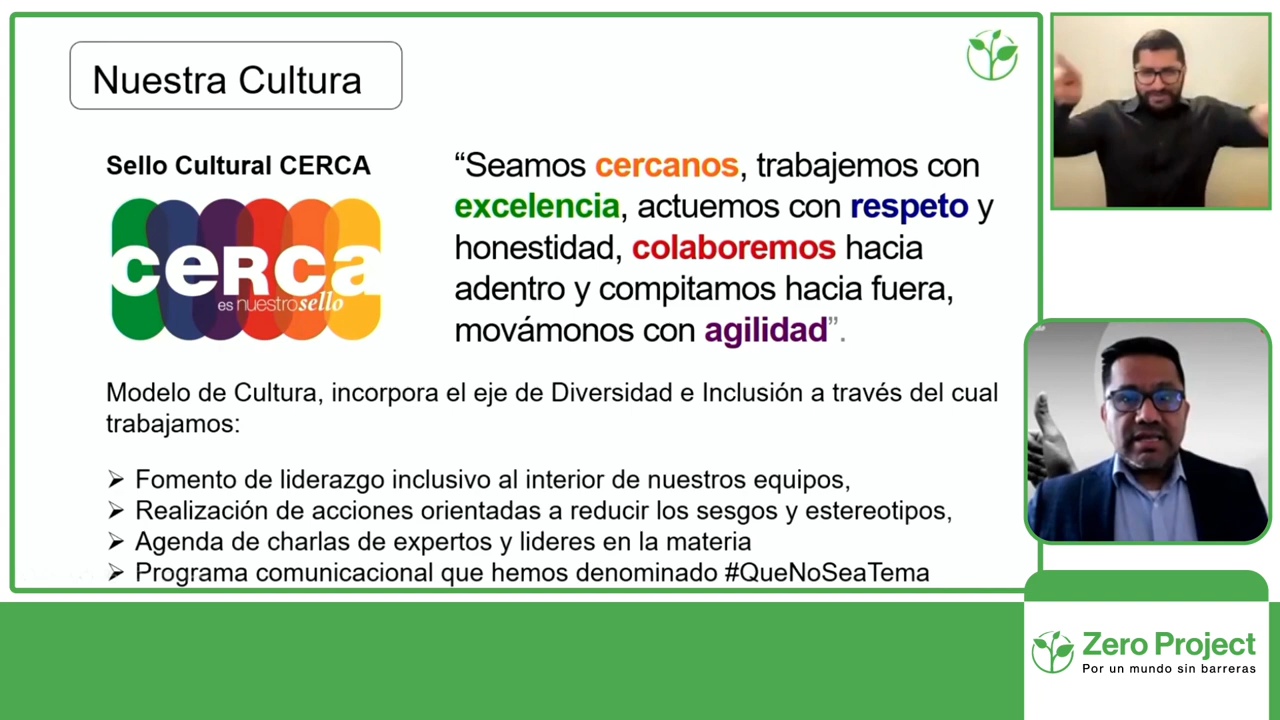 Nuestra Cultura
Sello Cultural CERCA
cerca
es nuestro sello
“Seamos cercanos, trabajemos con
excelencia, actuemos con respeto y
honestidad, colaboremos hacia
adentro y compitamos hacia fuera,
movámonos con agilidad”.
Modelo de Cultura, incorpora el eje de Diversidad e Inclusión a través del cual
trabajamos:
➢ Fomento de liderazgo inclusivo al interior de nuestros equipos,
➢ Realización de acciones orientadas a reducir los sesgos y estereotipos,
➢ Agenda de charlas de expertos y lideres en la materia
➢ Programa comunicacional que hemos denominado #QueNoSeaTema
Zero Project
Por un mundo sin barreras